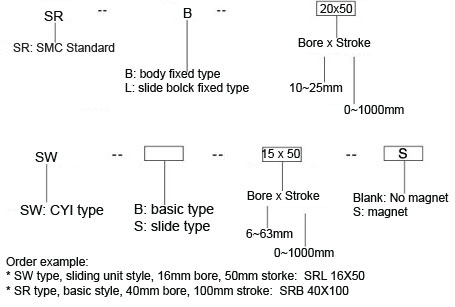 SR -- B -- 20x50
SR: SMC Standard
Bore x Stroke
B: body fixed type
L: slide bolck fixed type
10~25mm
0~1000mm
SW -- -- 15 x 50 -- S
SW: CYI type
B: basic type
S: slide type
Bore x Stroke
Blank: No magnet
S: magnet
6~63mm
0~1000mm
Order example:
* SW type, sliding unit style, 16mm bore, 50mm storke: SRL 16X50
* SR type, basic style, 40mm bore, 100mm stroke: SRB 40X100